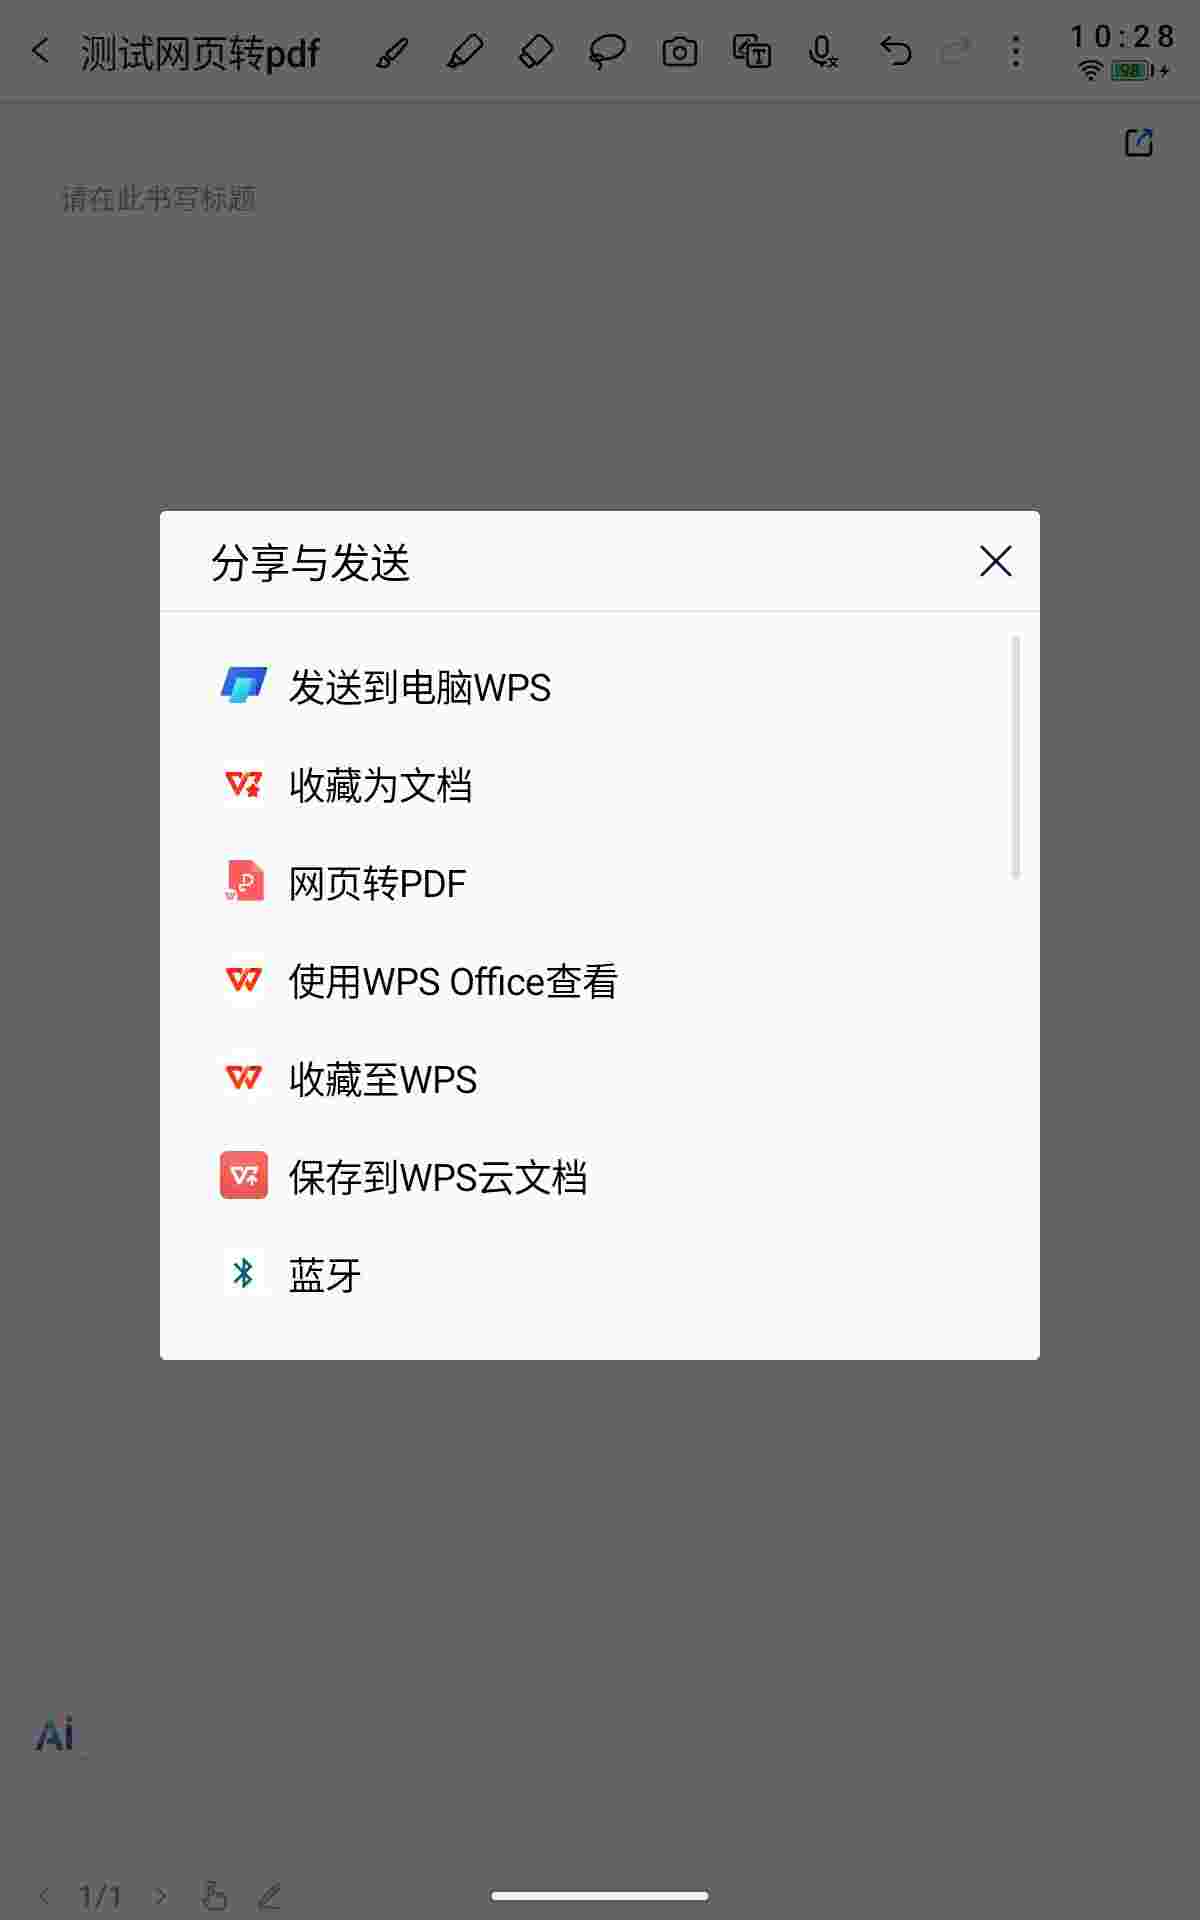 测试网页转pdf
10:28
98
请在此书写标题
分享与发送
发送到电脑WPS
收藏为文档
网页转PDF
使用WPS Office查看
收藏至WPS
保存到WPS云文档
蓝牙
Ai
1/1